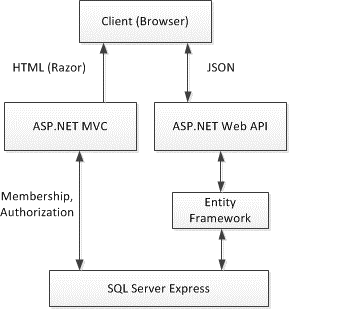 Client (Browser)
HTML (Razor)
JSON
ASP.NET MVC
ASP.NET Web API
Membership,
Authorization
Entity
Framework
SQL Server Express